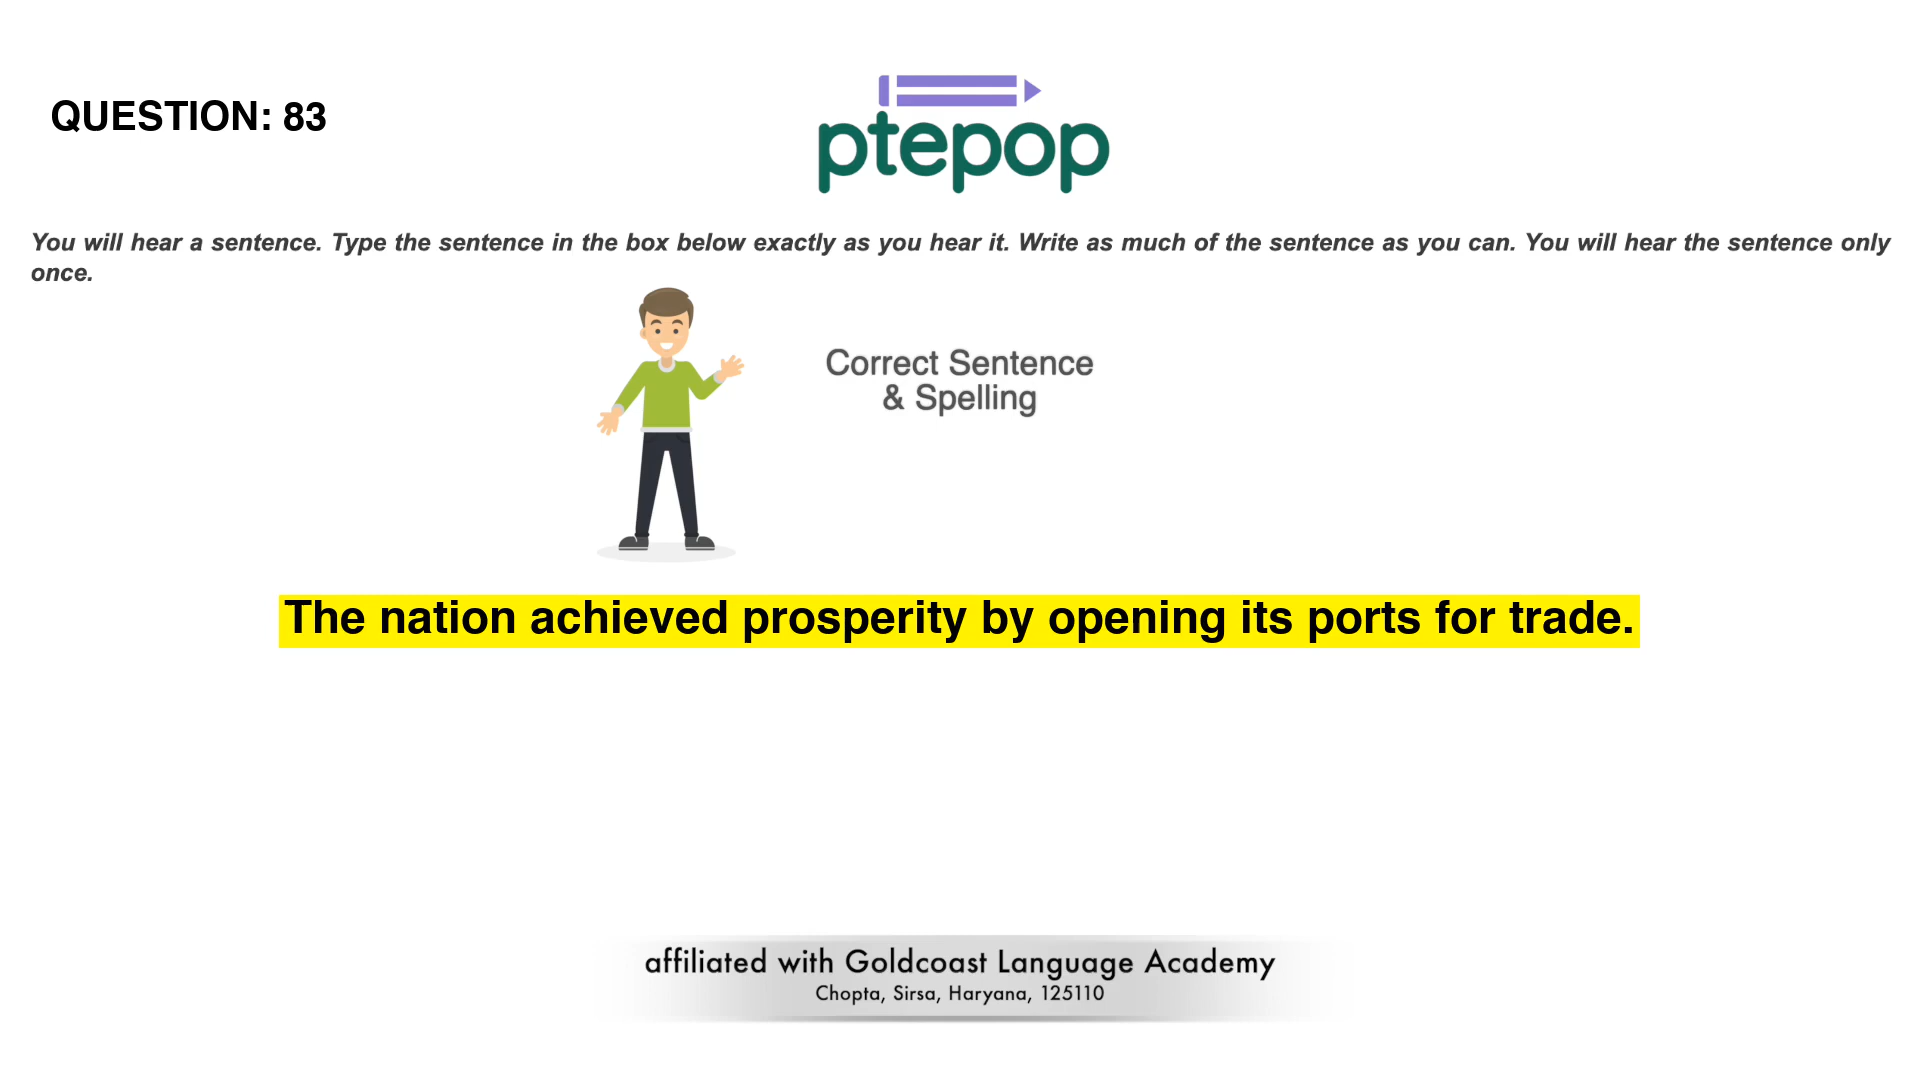 QUESTION: 83
ptepop
You will hear a sentence. Type the sentence in the box below exactly as you hear it. Write as much of the sentence as you can. You will hear the sentence only
once.
Correct Sentence
& Spelling
The nation achieved prosperity by opening its ports for trade.
affiliated with Goldcoast Language Academy
Chopta, Sirsa, Haryana, 125110